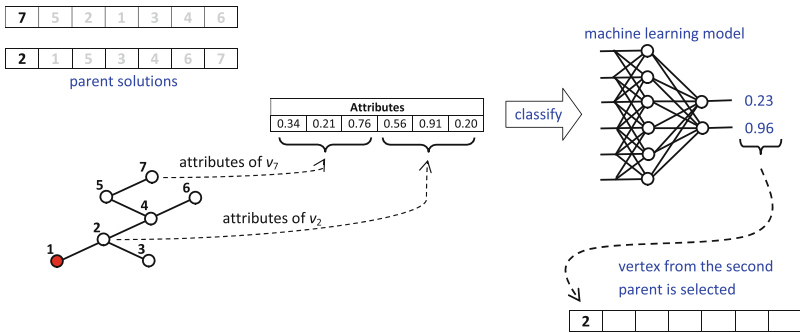 7 5 2 1 3 4 6
2 1 5 3 4 6 7
parent solutions
machine learning model
Attributes
0.34 0.21 0.76 0.56 0.91 0.20
classify
0.23
0.96
attributes of v7
attributes of v2
7
5
6
4
2
1
3
vertex from the second
parent is selected
2